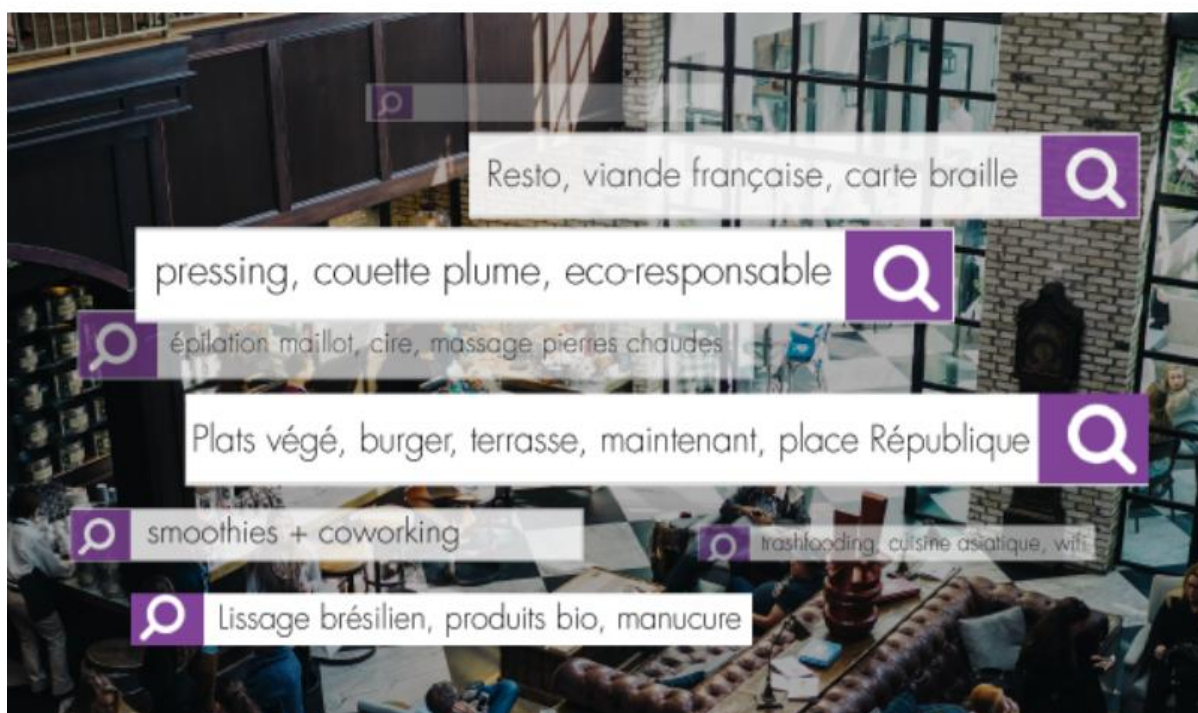 Resto, viande française, carte braille
pressing, couette plume, eco-responsable
épilation maillot, cire, massage pierres chaudes
Plats végé, burger, terrasse, maintenant, place République
smoothies + coworking
trashfooding, cuisine asiatique, wifi
Lissage brésilien, produits bio, manucure